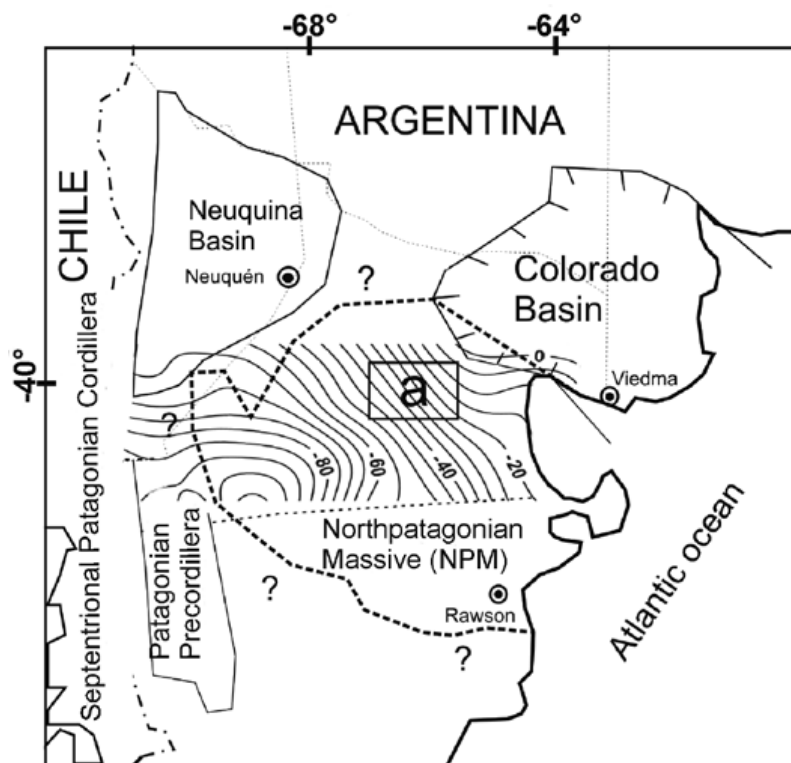 -68°
-64°
ARGENTINA
CHILE
Neuquina
Basin
Neuquén
?
Colorado
Basin
-40°
0
a
Viedma
?
-80
-60
-40
-20
Septentrional Patagonian Cordillera
Patagonian
Precordillera
Northpatagonian
Massive (NPM)
?
Rawson
?
Atlantic ocean